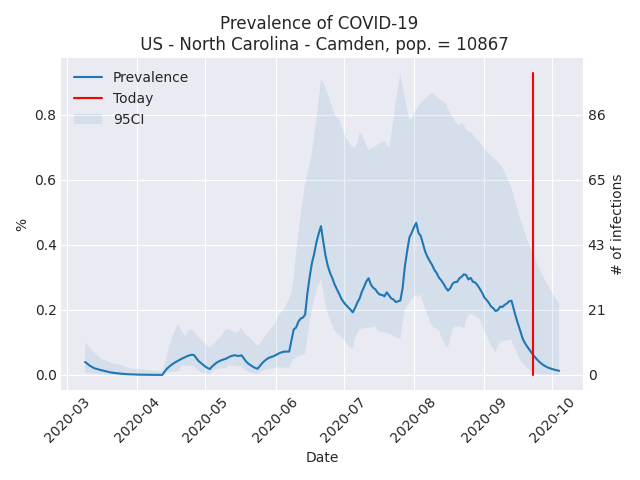 Prevalence of COVID-19
US - North Carolina - Camden, pop. = 10867
Prevalence
Today
95CI
%
0.8
0.6
0.4
0.2
0.0
86
65
43
21
0
# of infections
2020-03
2020-04
2020-05
2020-06
2020-07
2020-08
2020-09
2020-10
Date